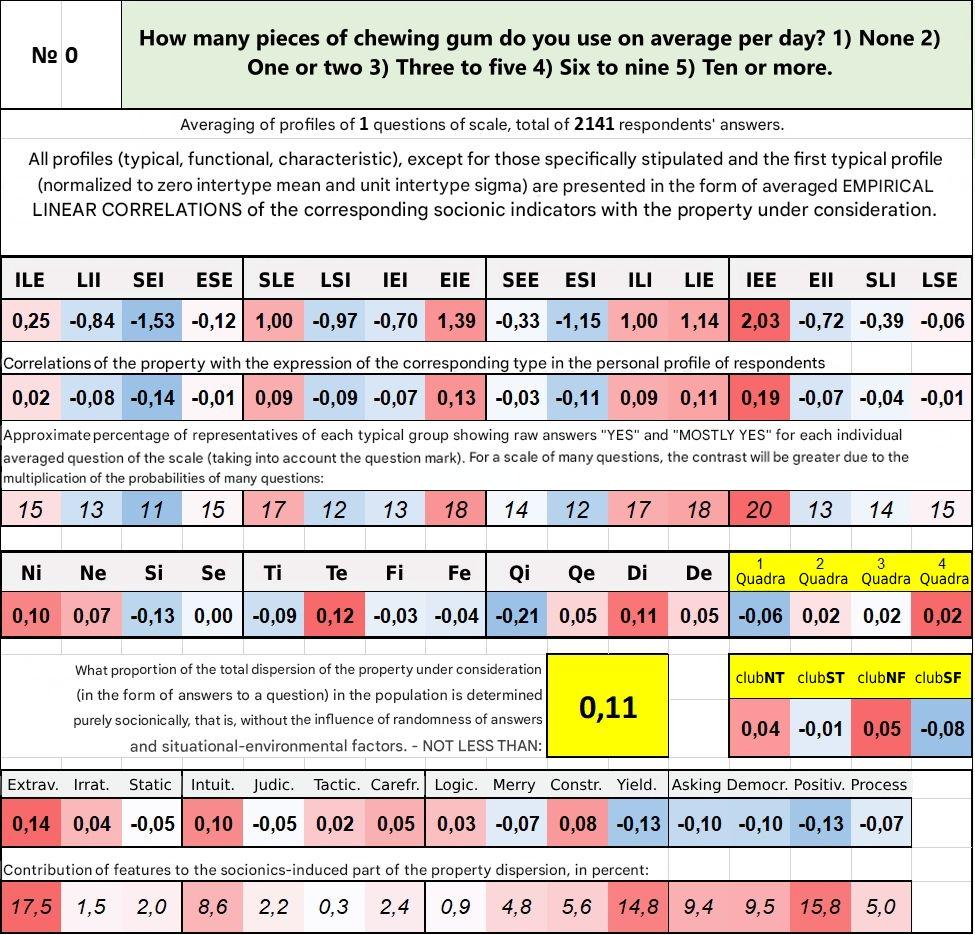 № 0
How many pieces of chewing gum do you use on average per day? 1) None 2)
One or two 3) Three to five 4) Six to nine 5) Ten or more.
Averaging of profiles of 1 questions of scale, total of 2141 respondents' answers.
All profiles (typical, functional, characteristic), except for those specifically stipulated and the first typical profile
(normalized to zero intertype mean and unit intertype sigma) are presented in the form of averaged EMPIRICAL
LINEAR CORRELATIONS of the corresponding socionic indicators with the property under consideration.
ILE LII SEI ESE SLE LSI IEI EIE SEE ESI ILI LIE IEE EII SLI LSE
0,25 -0,84 -1,53 -0,12 1,00 -0,97 -0,70 1,39 -0,33 -1,15 1,00 1,14 2,03 -0,72 -0,39 -0,06
Correlations of the property with the expression of the corresponding type in the personal profile of respondents
0,02 -0,08 -0,14 -0,01 0,09 -0,09 -0,07 0,13 -0,03 -0,11 0,09 0,11 0,19 -0,07 -0,04 -0,01
Approximate percentage of representatives of each typical group showing raw answers "YES" and "MOSTLY YES" for each individual
averaged question of the scale (taking into account the question mark). For a scale of many questions, the contrast will be greater due to the
multiplication of the probabilities of many questions:
15 13 11 15 17 12 13 18 14 12 17 18 20 13 14 15
Ni Ne Si Se Ti Te Fi Fe Qi Qe Di De 1 Quadra 2 Quadra 3 Quadra 4 Quadra
0,10 0,07 -0,13 0,00 -0,09 0,12 -0,03 -0,04 -0,21 0,05 0,11 0,05 -0,06 0,02 0,02 0,02
What proportion of the total dispersion of the property under consideration
(in the form of answers to a question) in the population is determined
purely socionically, that is, without the influence of randomness of answers
and situational-environmental factors. - NOT LESS THAN:
0,11
clubNT clubST clubNF clubSF
0,04 -0,01 0,05 -0,08
Extrav. Irrat. Static Intuit. Judic. Tactic. Carefr. Logic. Merry Constr. Yield. Asking Democr. Positiv. Process
0,14 0,04 -0,05 0,10 -0,05 0,02 0,05 0,03 -0,07 0,08 -0,13 -0,10 -0,10 -0,13 -0,07
Contribution of features to the socionics-induced part of the property dispersion, in percent:
17,5 1,5 2,0 8,6 2,2 0,3 2,4 0,9 4,8 5,6 14,8 9,4 9,5 15,8 5,0